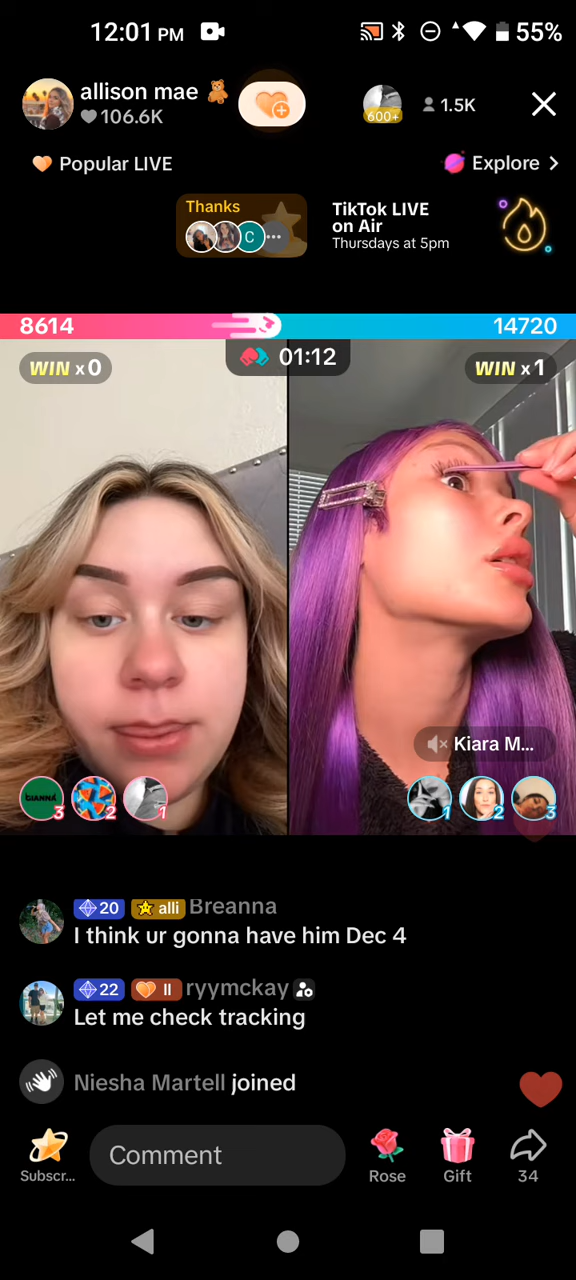 12:01 PM
55%
allison mae
106.6K
600+
1.5K
Popular LIVE
Explore
Thanks
C
TikTok LIVE
on Air
Thursdays at 5pm
8614
14720
WIN x0
01:12
WIN x1
Kiara M...
GIANNA
3
2
1
1
2
3
20
alli
Breanna
I think ur gonna have him Dec 4
22
II
ryymckay
Let me check tracking
Niesha Martell joined
Subscr...
Comment
Rose
Gift
34